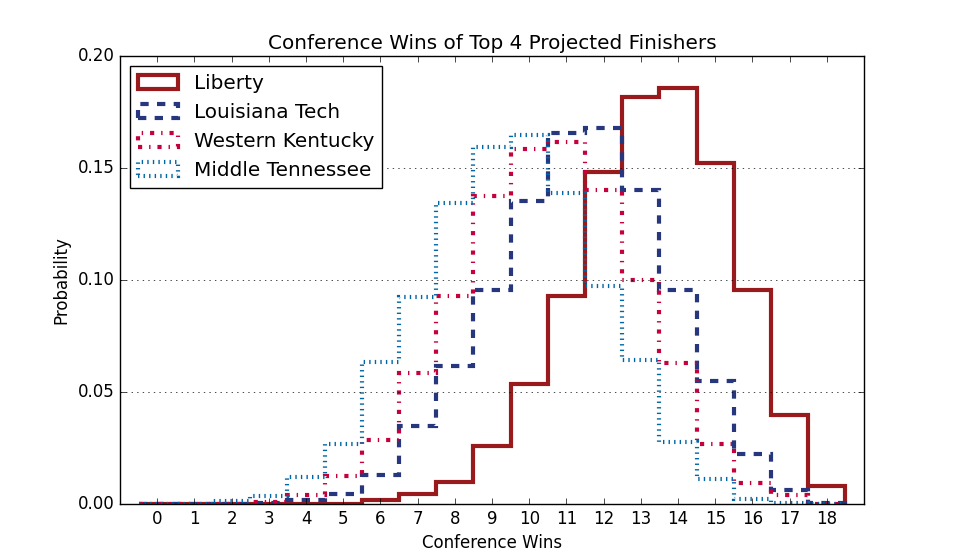 Conference Wins of Top 4 Projected Finishers
0.20
Liberty
Louisiana Tech
Western Kentucky
Middle Tennessee
0.15
Probability
0.10
0.05
0.00
0 1 2 3 4 5 6 7 8 9 10 11 12 13 14 15 16 17 18
Conference Wins